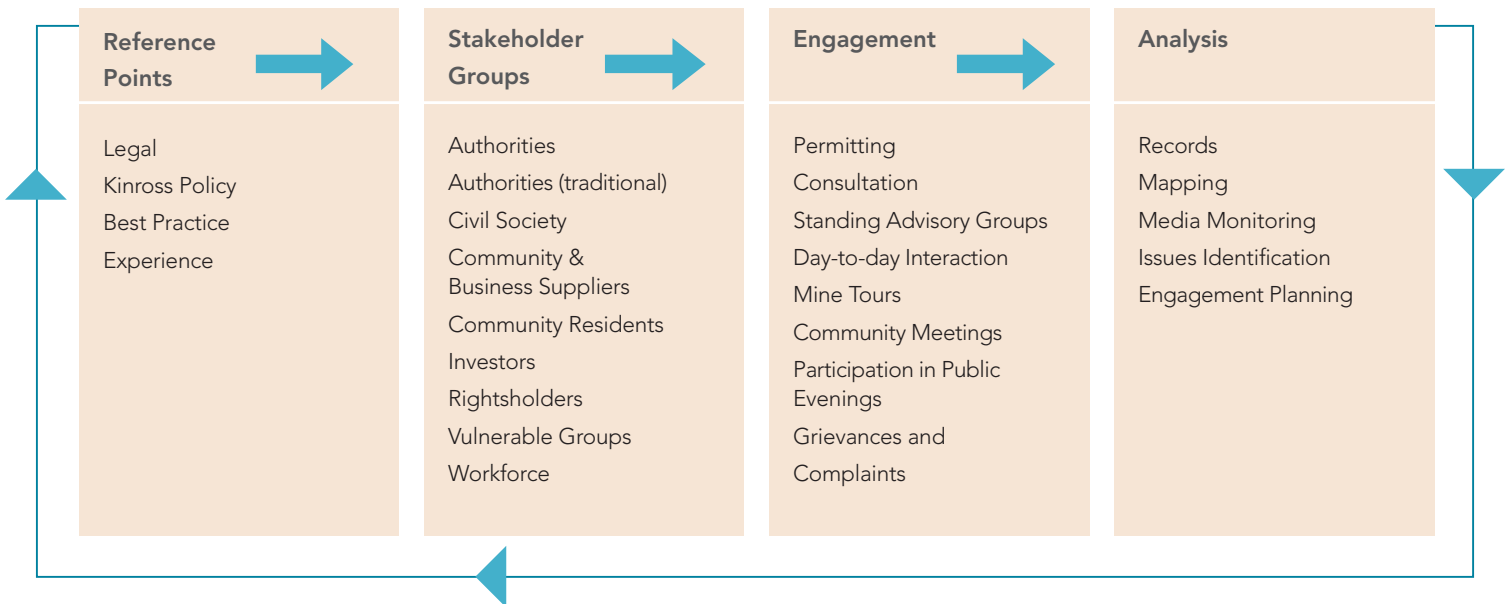 Reference
Points
Legal
Kinross Policy
Best Practice
Experience
Stakeholder
Groups
Authorities
Authorities (traditional)
Civil Society
Community &
Business Suppliers
Community Residents
Investors
Rightsholders
Vulnerable Groups
Workforce
Engagement
Permitting
Consultation
Standing Advisory Groups
Day-to-day Interaction
Mine Tours
Community Meetings
Participation in Public
Evenings
Grievances and
Complaints
Analysis
Records
Mapping
Media Monitoring
Issues Identification
Engagement Planning